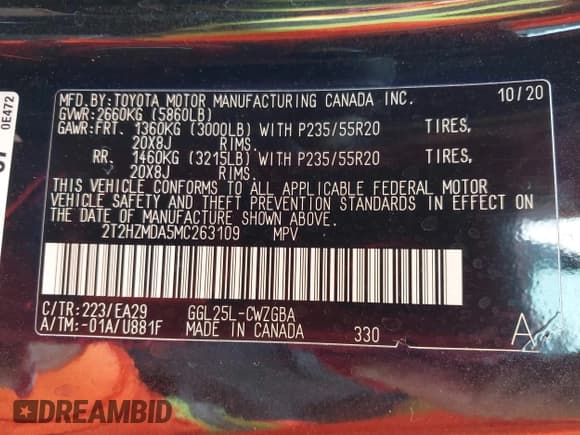 MFD.BY:TOYOTA MOTOR MANUFACTURING CANADA INC. 10/20
GVWR:2660KG (5860LB)
GAWR:FRT. 1360KG (3000LB) WITH P235/55R20 TIRES,
20X8J RIMS.
RR. 1460KG (3215LB) WITH P235/55R20 TIRES,
20X8J RIMS.
THIS VEHICLE CONFORMS TO ALL APPLICABLE FEDERAL MOTOR
VEHICLE SAFETY AND THEFT PREVENTION STANDARDS IN EFFECT ON
THE DATE OF MANUFACTURE SHOWN ABOVE.
2T2HZMDA5MC263109 MPV
C/TR:223/EA29 GGL25L-CWZGBA
A/TM:-01A/U881F MADE IN CANADA 330 A
0E472
DREAMBID